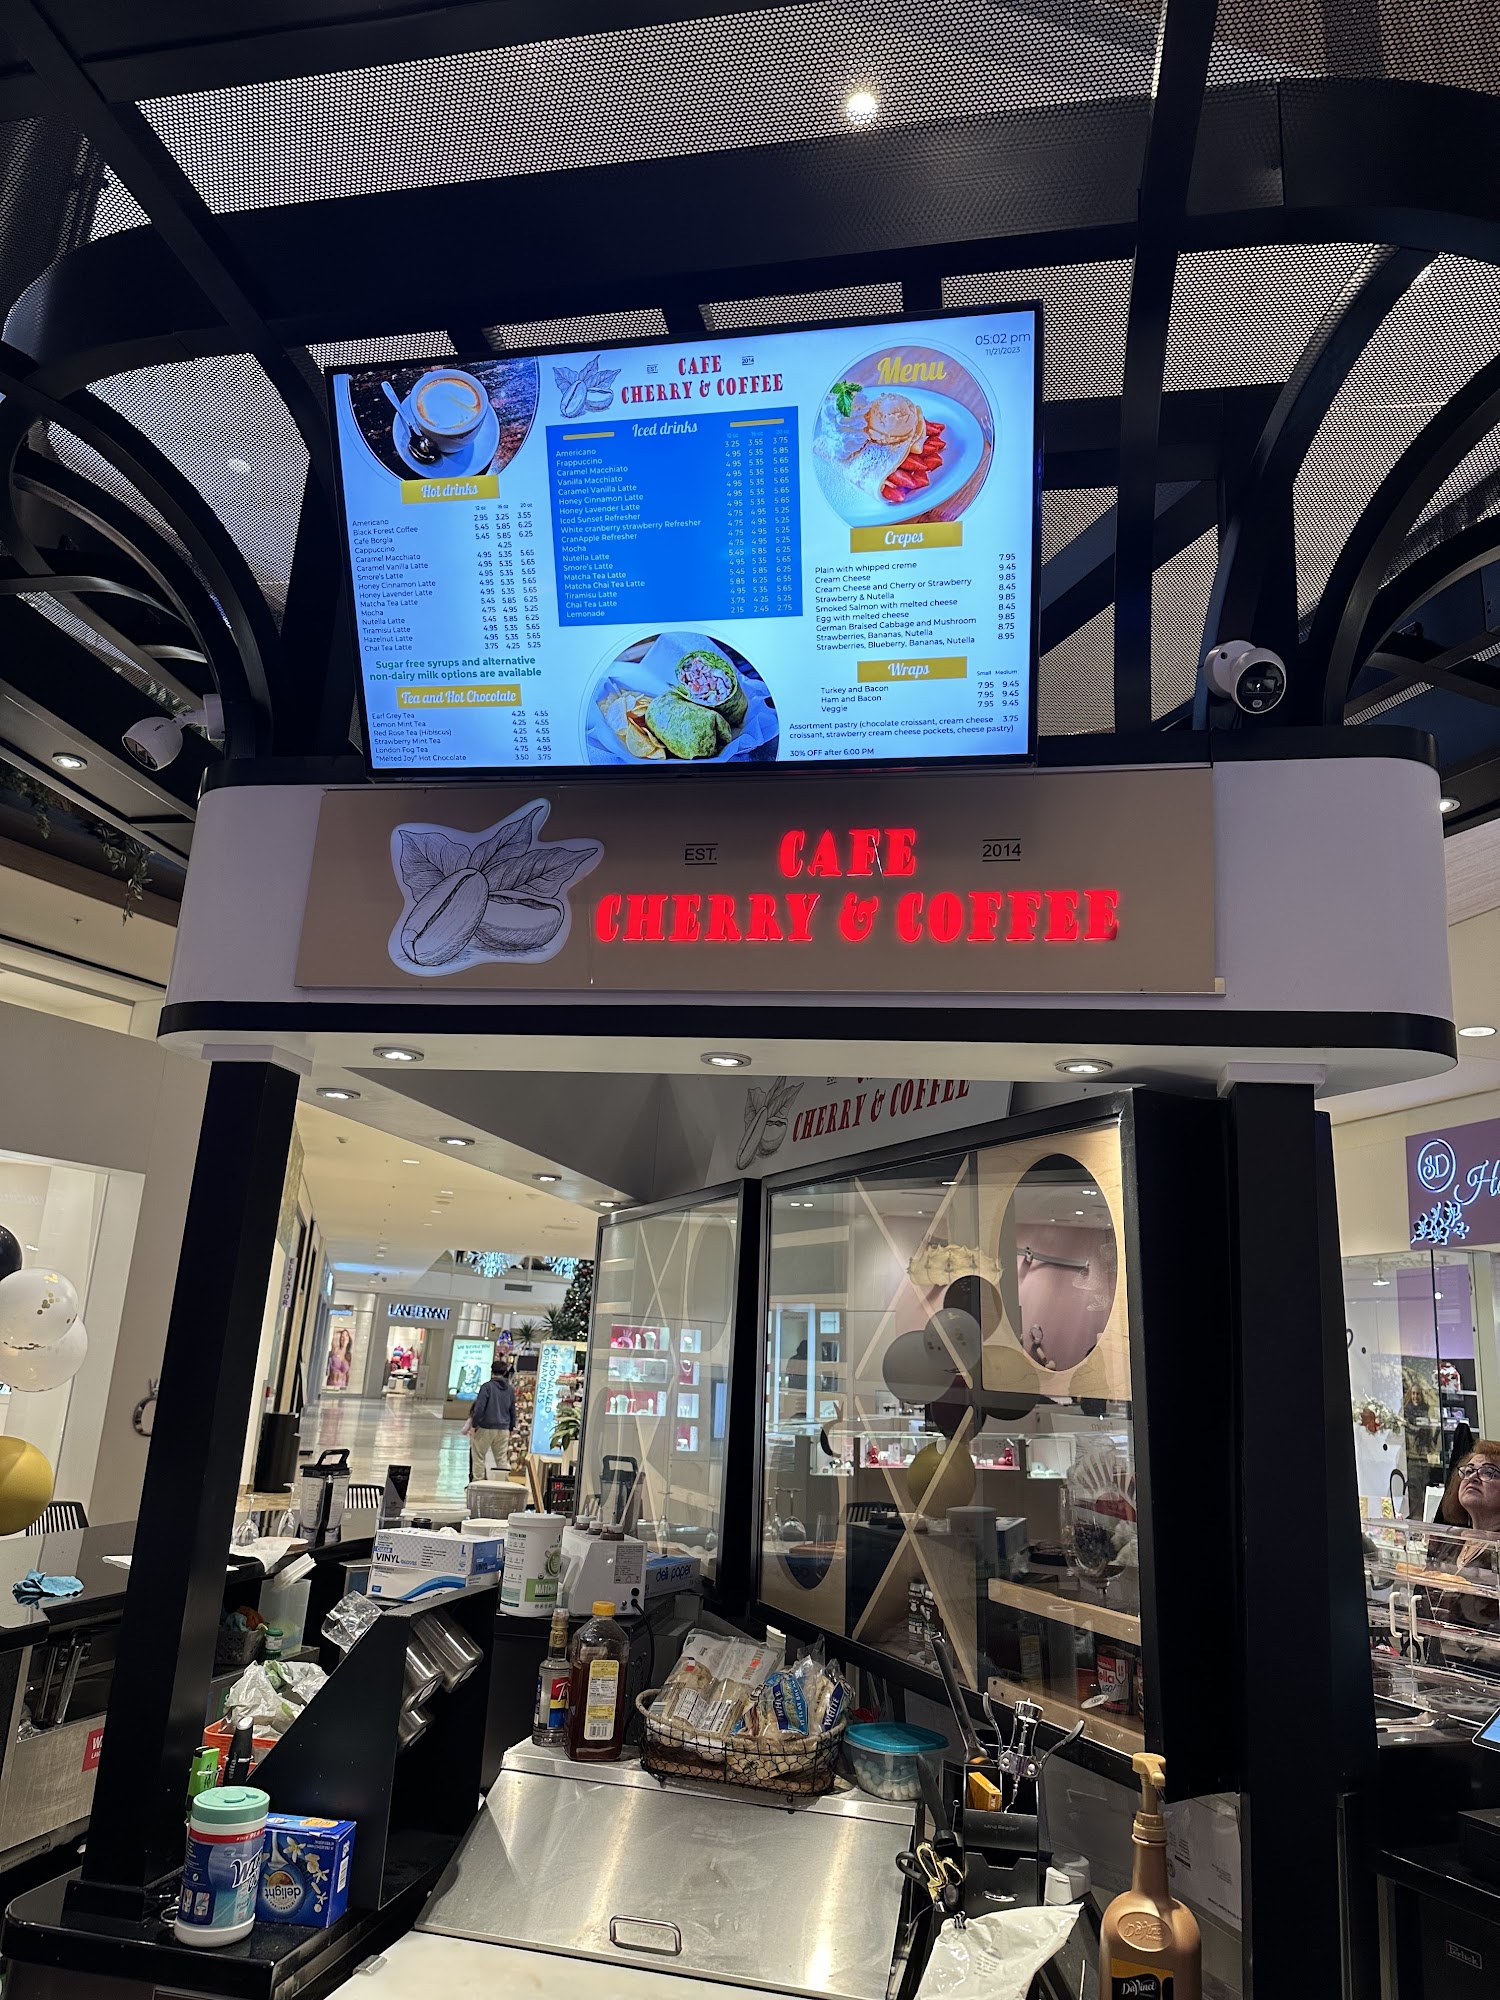 05:02 pm
11/21/2023
EST.
CAFE
2014
CHERRY & COFFEE
Menu
Hot drinks
12 oz 16 oz 20 oz
Americano 2.95 3.25 3.55
Black Forest Coffee 5.45 5.85 6.25
Cafe Borgia 5.45 5.85 6.25
Cappuccino 4.25
Caramel Macchiato 4.95 5.35 5.65
Caramel Vanilla Latte 4.95 5.35 5.65
Smore's Latte 4.95 5.35 5.65
Honey Cinnamon Latte 4.95 5.35 5.65
Honey Lavender Latte 4.95 5.35 5.65
Matcha Tea Latte 5.45 5.85 6.25
Mocha 4.75 4.95 5.25
Nutella Latte 5.45 5.85 6.25
Tiramisu Latte 4.95 5.35 5.65
Hazelnut Latte 4.95 5.35 5.65
Chai Tea Latte 3.75 4.25 5.25
Sugar free syrups and alternative
non-dairy milk options are available
Tea and Hot Chocolate
Earl Grey Tea 4.25 4.55
Lemon Mint Tea 4.25 4.55
Red Rose Tea (Hibiscus) 4.25 4.55
Strawberry Mint Tea 4.25 4.55
London Fog Tea 4.75 4.95
"Melted Joy" Hot Chocolate 3.50 3.75
Iced drinks
12 oz 16 oz 20 oz
Americano 3.25 3.55 3.75
Frappuccino 4.95 5.35 5.85
Caramel Macchiato 4.95 5.35 5.65
Vanilla Macchiato 4.95 5.35 5.65
Caramel Vanilla Latte 4.95 5.35 5.65
Honey Cinnamon Latte 4.95 5.35 5.65
Honey Lavender Latte 4.95 5.35 5.65
Iced Sunset Refresher 4.75 4.95 5.25
White cranberry strawberry Refresher 4.75 4.95 5.25
CranApple Refresher 4.75 4.95 5.25
Mocha 4.75 4.95 5.25
Nutella Latte 5.45 5.85 6.25
Smore's Latte 4.95 5.35 5.65
Matcha Tea Latte 5.45 5.85 6.25
Matcha Chai Tea Latte 5.85 6.25 6.55
Tiramisu Latte 4.95 5.35 5.65
Chai Tea Latte 3.75 4.25 5.25
Lemonade 2.15 2.45 2.75
Crepes
Plain with whipped creme 7.95
Cream Cheese 9.45
Cream Cheese and Cherry or Strawberry 9.85
Strawberry & Nutella 8.45
Smoked Salmon with melted cheese 9.85
Egg with melted cheese 8.45
German Braised Cabbage and Mushroom 9.85
Strawberries, Bananas, Nutella 8.75
Strawberries, Blueberry, Bananas, Nutella 8.95
Wraps
Small Medium
Turkey and Bacon 7.95 9.45
Ham and Bacon 7.95 9.45
Veggie 7.95 9.45
Assortment pastry (chocolate croissant, cream cheese 3.75
croissant, strawberry cream cheese pockets, cheese pastry)
30% OFF after 6:00 PM
EST.
CAFE
2014
CHERRY & COFFEE
CHERRY & COFFEE
SD
ELEVATOR
LANE BRYANT
PERSONALIZED
ORNAMENTS
VINYL
L
MATCHA
deli paper
WHITE
delight
DaVinci